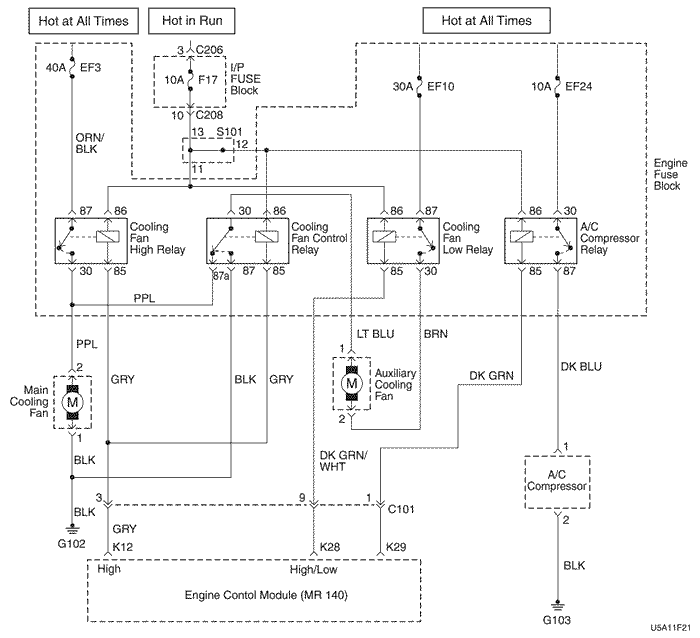 Hot at All Times
Hot in Run
Hot at All Times
3 C206
40A EF3
10A F17
I/P
FUSE
Block
30A EF10
10A EF24
10 C208
ORN/
BLK
13 S101
12
11
Engine
Fuse
Block
87 86
30 86
86 87
86 30
Cooling
Fan
High Relay
Cooling
Fan Control
Relay
Cooling
Fan
Low Relay
A/C
Compressor
Relay
30 85
87a 87 85
85 30
85 87
PPL
PPL
LT BLU
BRN
1
2
GRY
BLK
GRY
DK GRN
DK BLU
Main
Cooling
Fan
M
M
Auxiliary
Cooling
Fan
1
2
BLK
DK GRN/
WHT
1
A/C
Compressor
3
9
1
C101
BLK
2
GRY
G102
K12
K28
K29
BLK
High
High/Low
Engine Contol Module (MR 140)
G103
U5A11F21